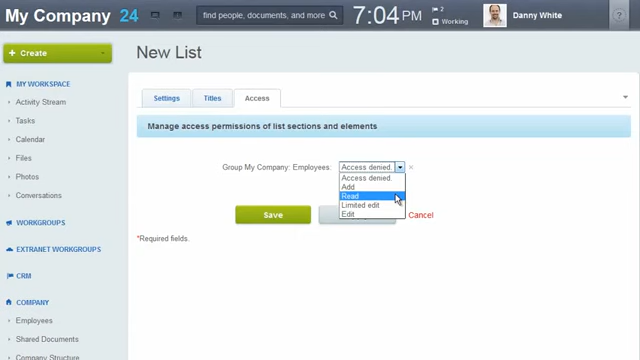 My Company 24
find people, documents, and more
7:04PM
2
Working
Danny White
?
+ Create
New List
MY WORKSPACE
Activity Stream
Tasks
Calendar
Files
Photos
Conversations
WORKGROUPS
EXTRANET WORKGROUPS
CRM
COMPANY
Employees
Shared Documents
Company Structure
Settings
Titles
Access
Manage access permissions of list sections and elements
Group My Company: Employees:
Access denied.
×
Access denied.
Add
Read
Limited edit
Edit
Save
Cancel
*Required fields.